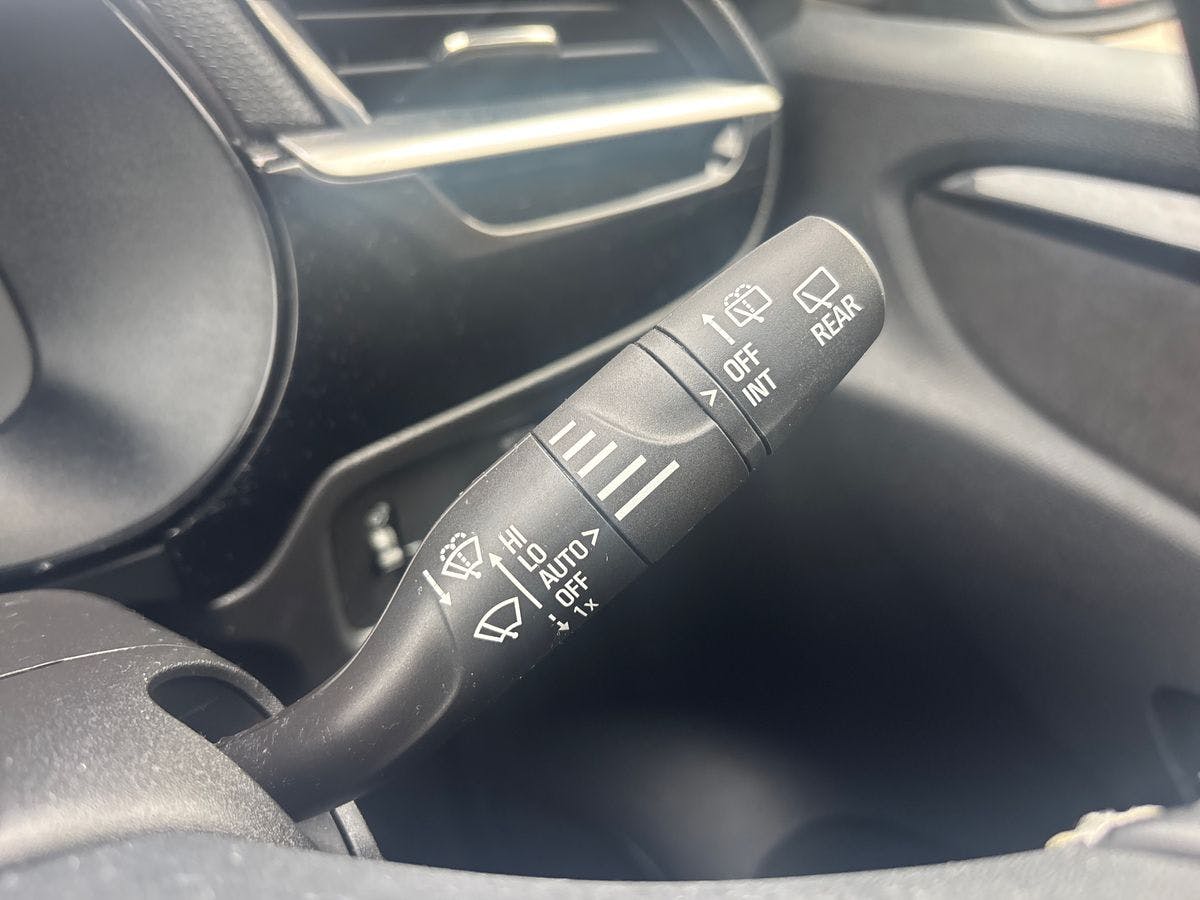 OFF
INT
REAR
>
HI
LO
AUTO >
OFF
1x